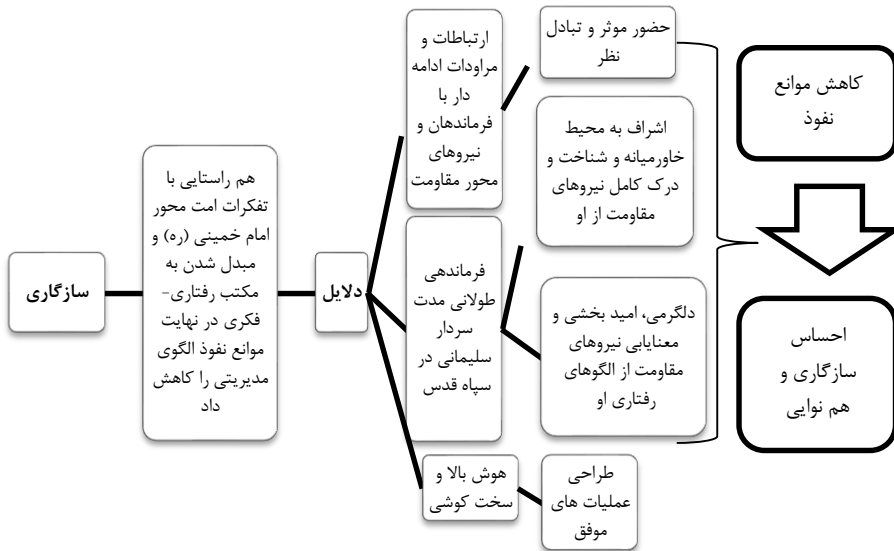 سازگاری
هم راستایی با
تفکرات امت محور
امام خمینی (ره) و
مبدل شدن به
مکتب رفتاری-
فکری در نهایت
موانع نفوذ الگوی
مدیریتی را کاهش
داد
دلایل
ارتباطات و
مراودات ادامه
دار با
فرماندهان و
نیروهای
محور مقاومت
حضور موثر و تبادل
نظر
فرماندهی
طولانی مدت
سردار
سلیمانی در
سپاه قدس
اشراف به محیط
خاورمیانه و شناخت و
درک کامل نیروهای
مقاومت از او
دلگرمی، امید بخشی و
معنایابی نیروهای
مقاومت از الگوهای
رفتاری او
هوش بالا و
سخت کوشی
طراحی
عملیات های
موفق
کاهش موانع
نفوذ
احساس
سازگاری و
هم نوایی